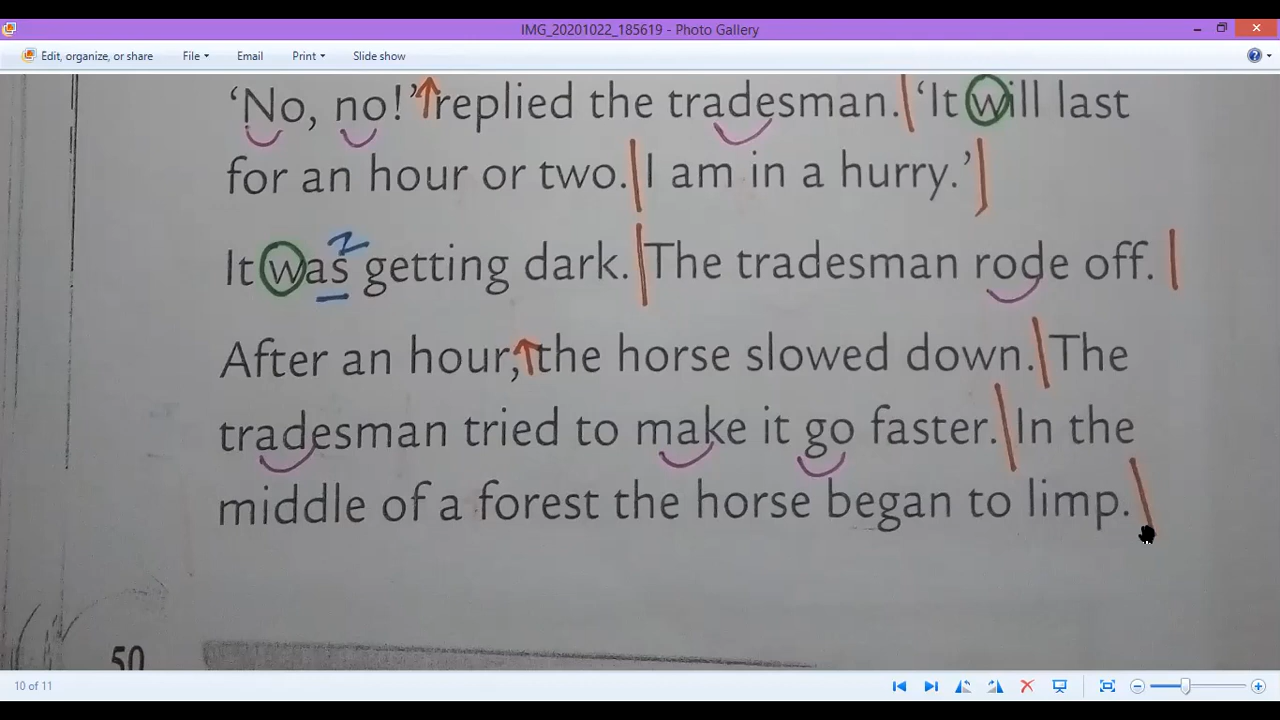 IMG_20201022_185619 - Photo Gallery
Edit, organize, or share File Email Print Slide show
‘No, no!’ replied the tradesman. ‘It will last
for an hour or two. I am in a hurry.’
z
It was getting dark. The tradesman rode off.
After an hour, the horse slowed down. The
tradesman tried to make it go faster. In the
middle of a forest the horse began to limp.
50
10 of 11